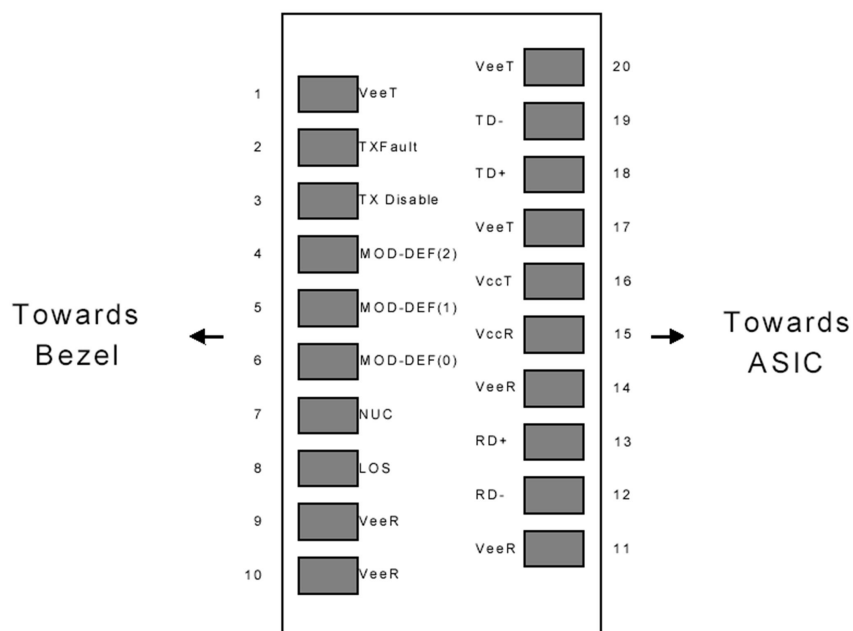 VeeT 20
1 VeeT
TD- 19
2 TXFault
TD+ 18
3 TX Disable
VeeT 17
4 MOD-DEF(2)
VccT 16
5 MOD-DEF(1)
Towards
Bezel
VccR 15
Towards
ASIC
6 MOD-DEF(0)
VeeR 14
7 NUC
RD+ 13
8 LOS
RD- 12
9 VeeR
VeeR 11
10 VeeR